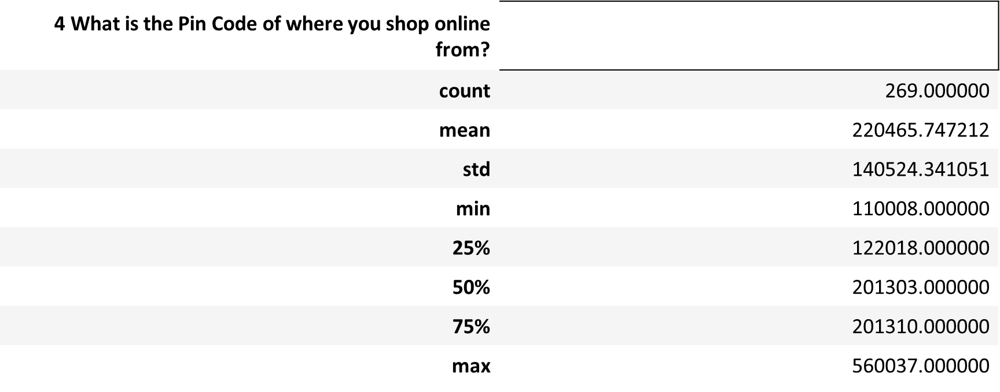 4 What is the Pin Code of where you shop online
from?
count 269.000000
mean 220465.747212
std 140524.341051
min 110008.000000
25% 122018.000000
50% 201303.000000
75% 201310.000000
max 560037.000000